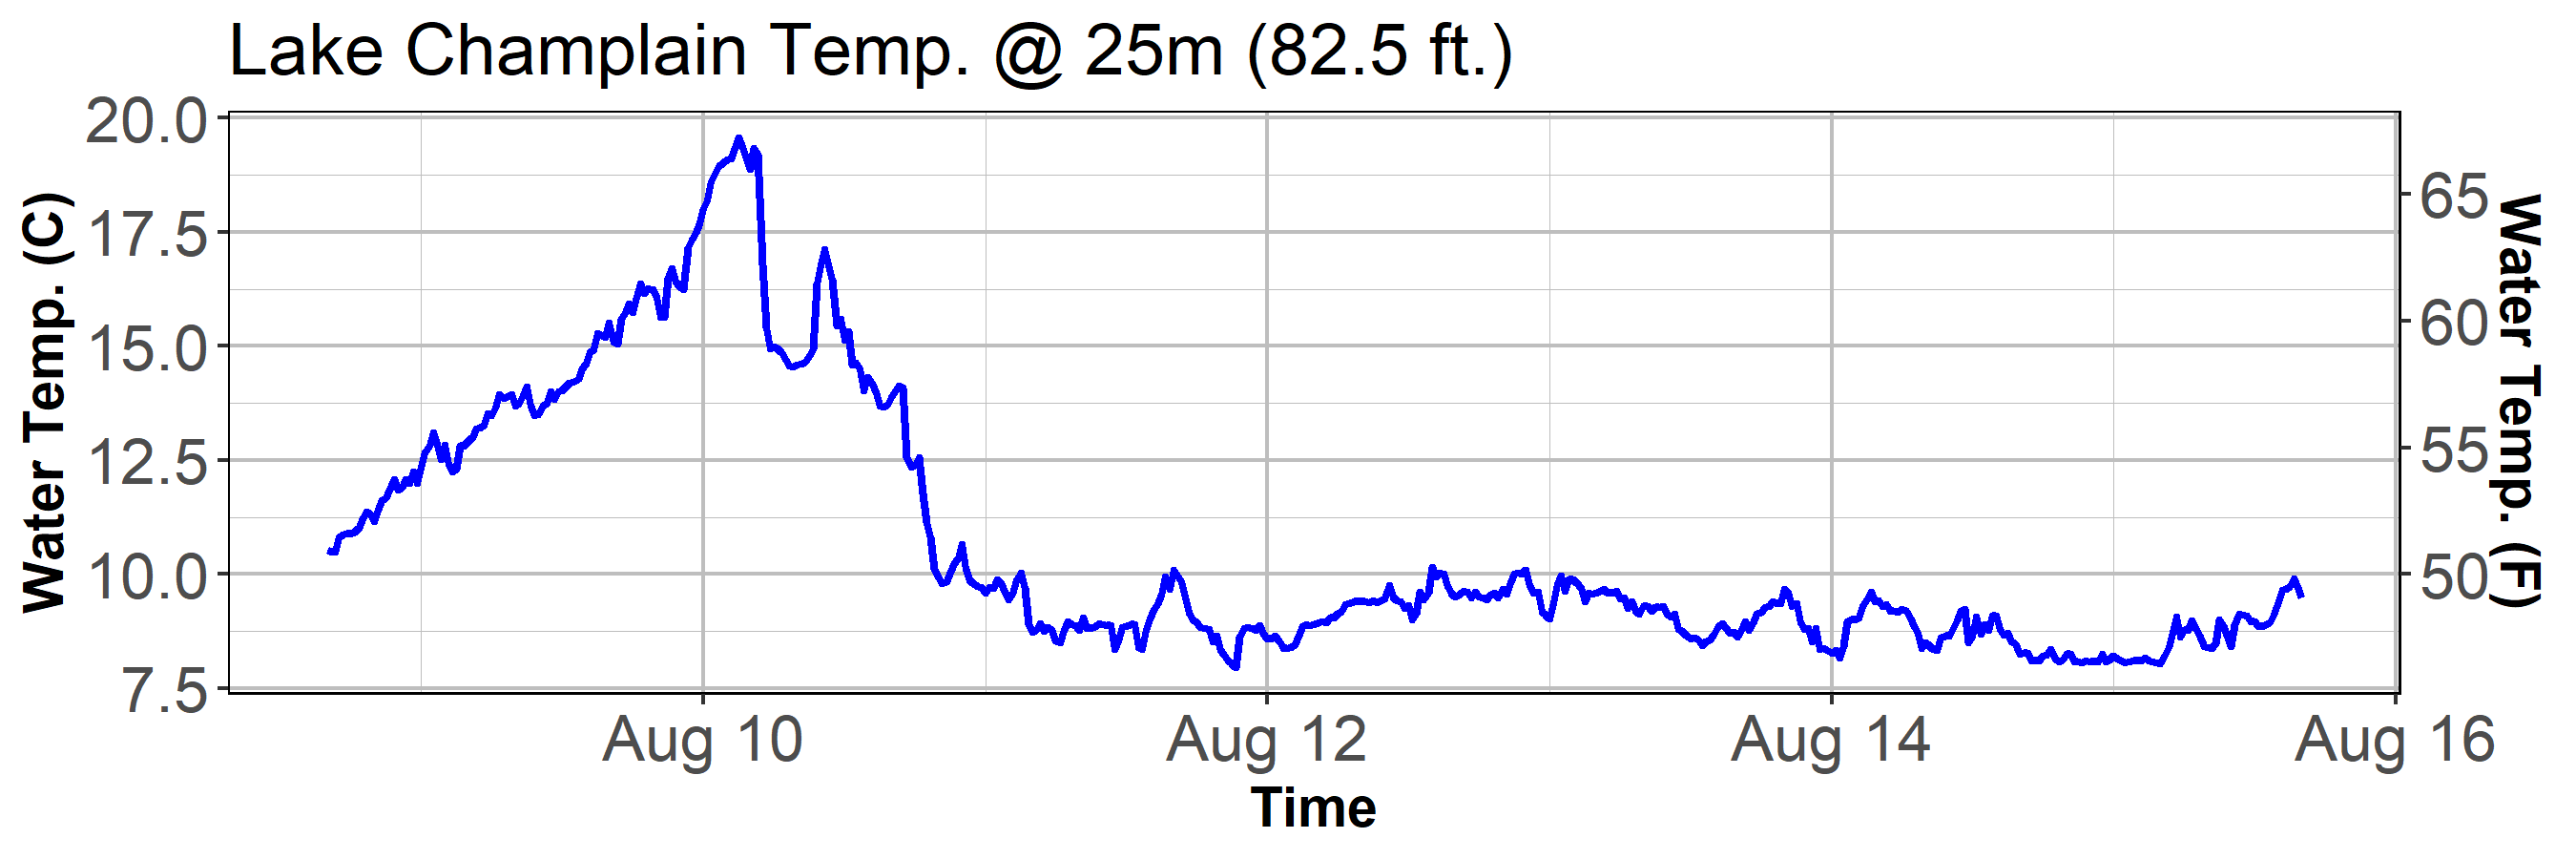 Lake Champlain Temp. @ 25m (82.5 ft.)
20.0
17.5
15.0
12.5
10.0
7.5
Water Temp. (C)
65
60
55
50
Water Temp. (F)
Aug 10 Aug 12 Aug 14 Aug 16
Time